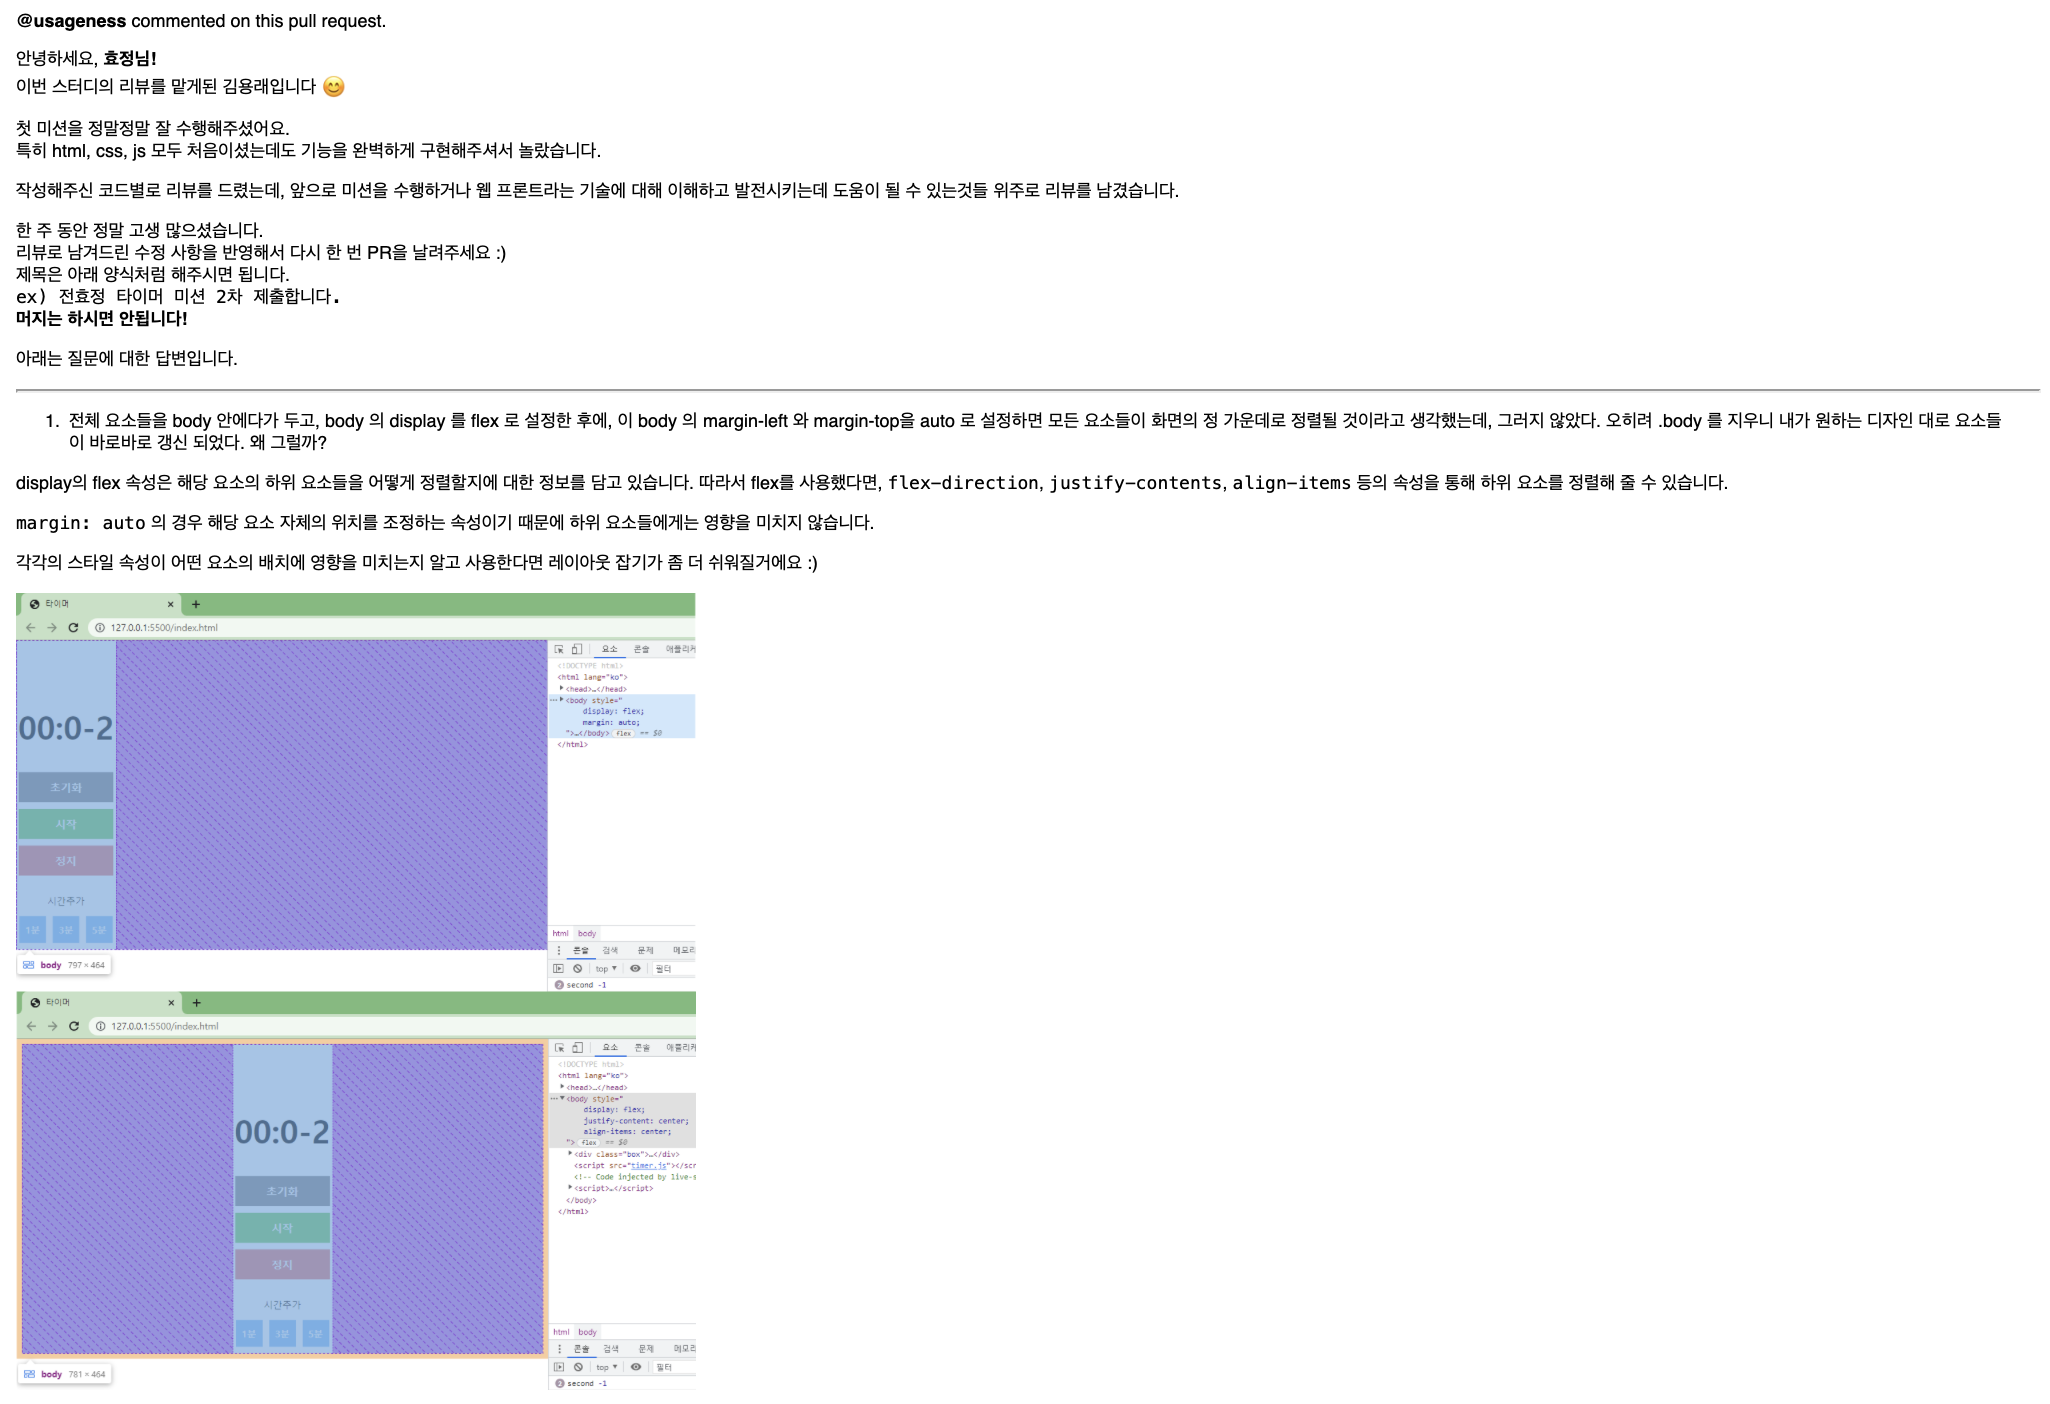 @usageness commented on this pull request.
안녕하세요, 효정님!
이번 스터디의 리뷰를 맡게된 김용래입니다 😊
첫 미션을 정말정말 잘 수행해주셨어요.
특히 html, css, js 모두 처음이셨는데도 기능을 완벽하게 구현해주셔서 놀랐습니다.
작성해주신 코드별로 리뷰를 드렸는데, 앞으로 미션을 수행하거나 웹 프론트라는 기술에 대해 이해하고 발전시키는데 도움이 될 수 있는것들 위주로 리뷰를 남겼습니다.
한 주 동안 정말 고생 많으셨습니다.
리뷰로 남겨드린 수정 사항을 반영해서 다시 한 번 PR을 날려주세요 :)
제목은 아래 양식처럼 해주시면 됩니다.
ex) 전효정 타이머 미션 2차 제출합니다.
머지는 하시면 안됩니다!
아래는 질문에 대한 답변입니다.
1. 전체 요소들을 body 안에다가 두고, body 의 display 를 flex 로 설정한 후에, 이 body 의 margin-left 와 margin-top을 auto 로 설정하면 모든 요소들이 화면의 정 가운데로 정렬될 것이라고 생각했는데, 그러지 않았다. 오히려 .body 를 지우니 내가 원하는 디자인 대로 요소들
이 바로바로 갱신 되었다. 왜 그럴까?
display의 flex 속성은 해당 요소의 하위 요소들을 어떻게 정렬할지에 대한 정보를 담고 있습니다. 따라서 flex를 사용했다면, flex-direction, justify-contents, align-items 등의 속성을 통해 하위 요소를 정렬해 줄 수 있습니다.
margin: auto 의 경우 해당 요소 자체의 위치를 조정하는 속성이기 때문에 하위 요소들에게는 영향을 미치지 않습니다.
각각의 스타일 속성이 어떤 요소의 배치에 영향을 미치는지 알고 사용한다면 레이아웃 잡기가 좀 더 쉬워질거에요 :)
타이머 × +
127.0.0.1:5500/index.html
요소 콘솔 애플리케
<!DOCTYPE html>
<html lang="ko">
<head>…</head>
<body style="
display: flex;
margin: auto;
">…</body> flex == $0
</html>
00:0-2
초기화
시작
정지
시간추가
1분 3분 5분
html body
콘솔 검색 문제 메모리
top ▼ 필터
body 797 × 464
2 second -1
타이머 × +
127.0.0.1:5500/index.html
요소 콘솔 애플리케
<!DOCTYPE html>
<html lang="ko">
<head>…</head>
<body style="
display: flex;
justify-content: center;
align-items: center;
"> flex == $0
<div class="box">…</div>
<script src="timer.js"></scr
<!-- Code injected by live-s
<script>…</script>
</body>
</html>
00:0-2
초기화
시작
정지
시간추가
1분 3분 5분
html body
콘솔 검색 문제 메모리
top ▼ 필터
body 781 × 464
2 second -1